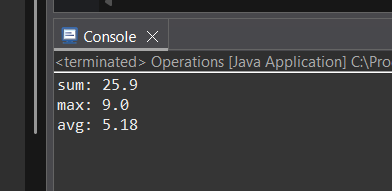 Console
<terminated> Operations [Java Application] C:\Pro
sum: 25.9
max: 9.0
avg: 5.18